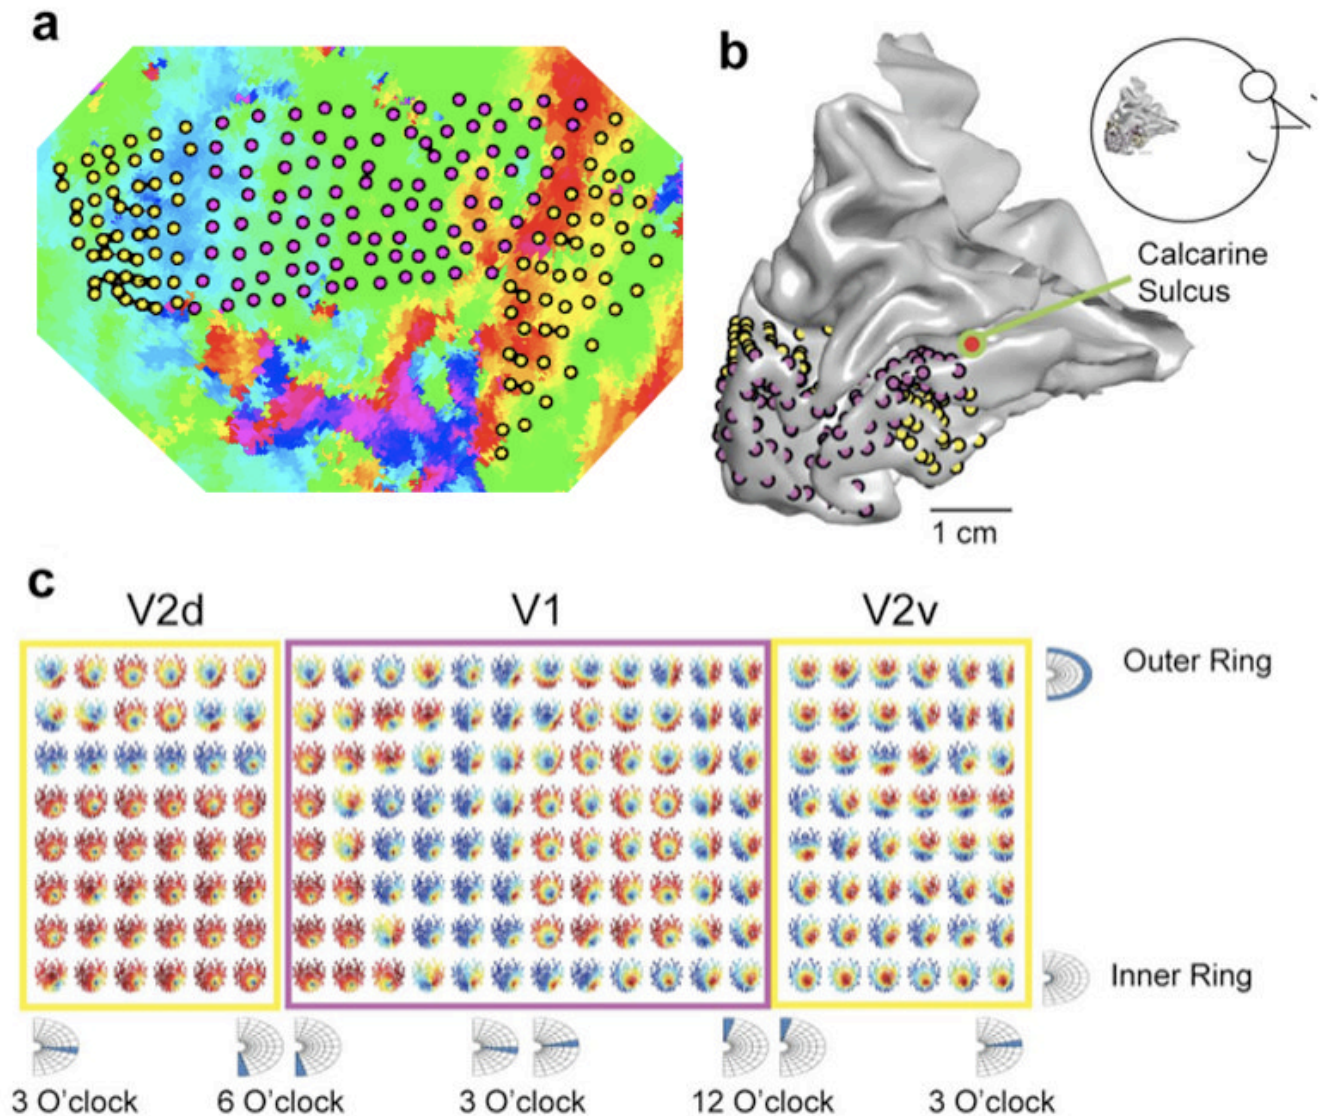 a
b
Calcarine
Sulcus
1 cm
c
V2d
V1
V2v
Outer Ring
Inner Ring
3 O'clock
6 O'clock
3 O'clock
12 O'clock
3 O'clock